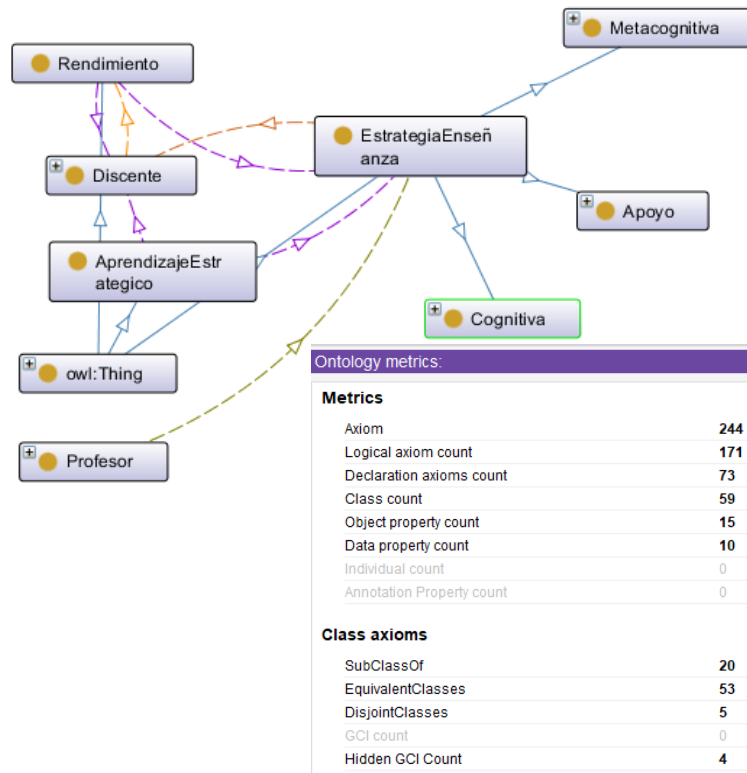 Metacognitiva
Rendimiento
EstrategiaEnseñ
anza
Discente
Apoyo
AprendizajeEstr
ategico
Cognitiva
owl:Thing
Profesor
Ontology metrics:
Metrics
Axiom 244
Logical axiom count 171
Declaration axioms count 73
Class count 59
Object property count 15
Data property count 10
Individual count 0
Annotation Property count 0
Class axioms
SubClassOf 20
EquivalentClasses 53
DisjointClasses 5
GCI count 0
Hidden GCI Count 4